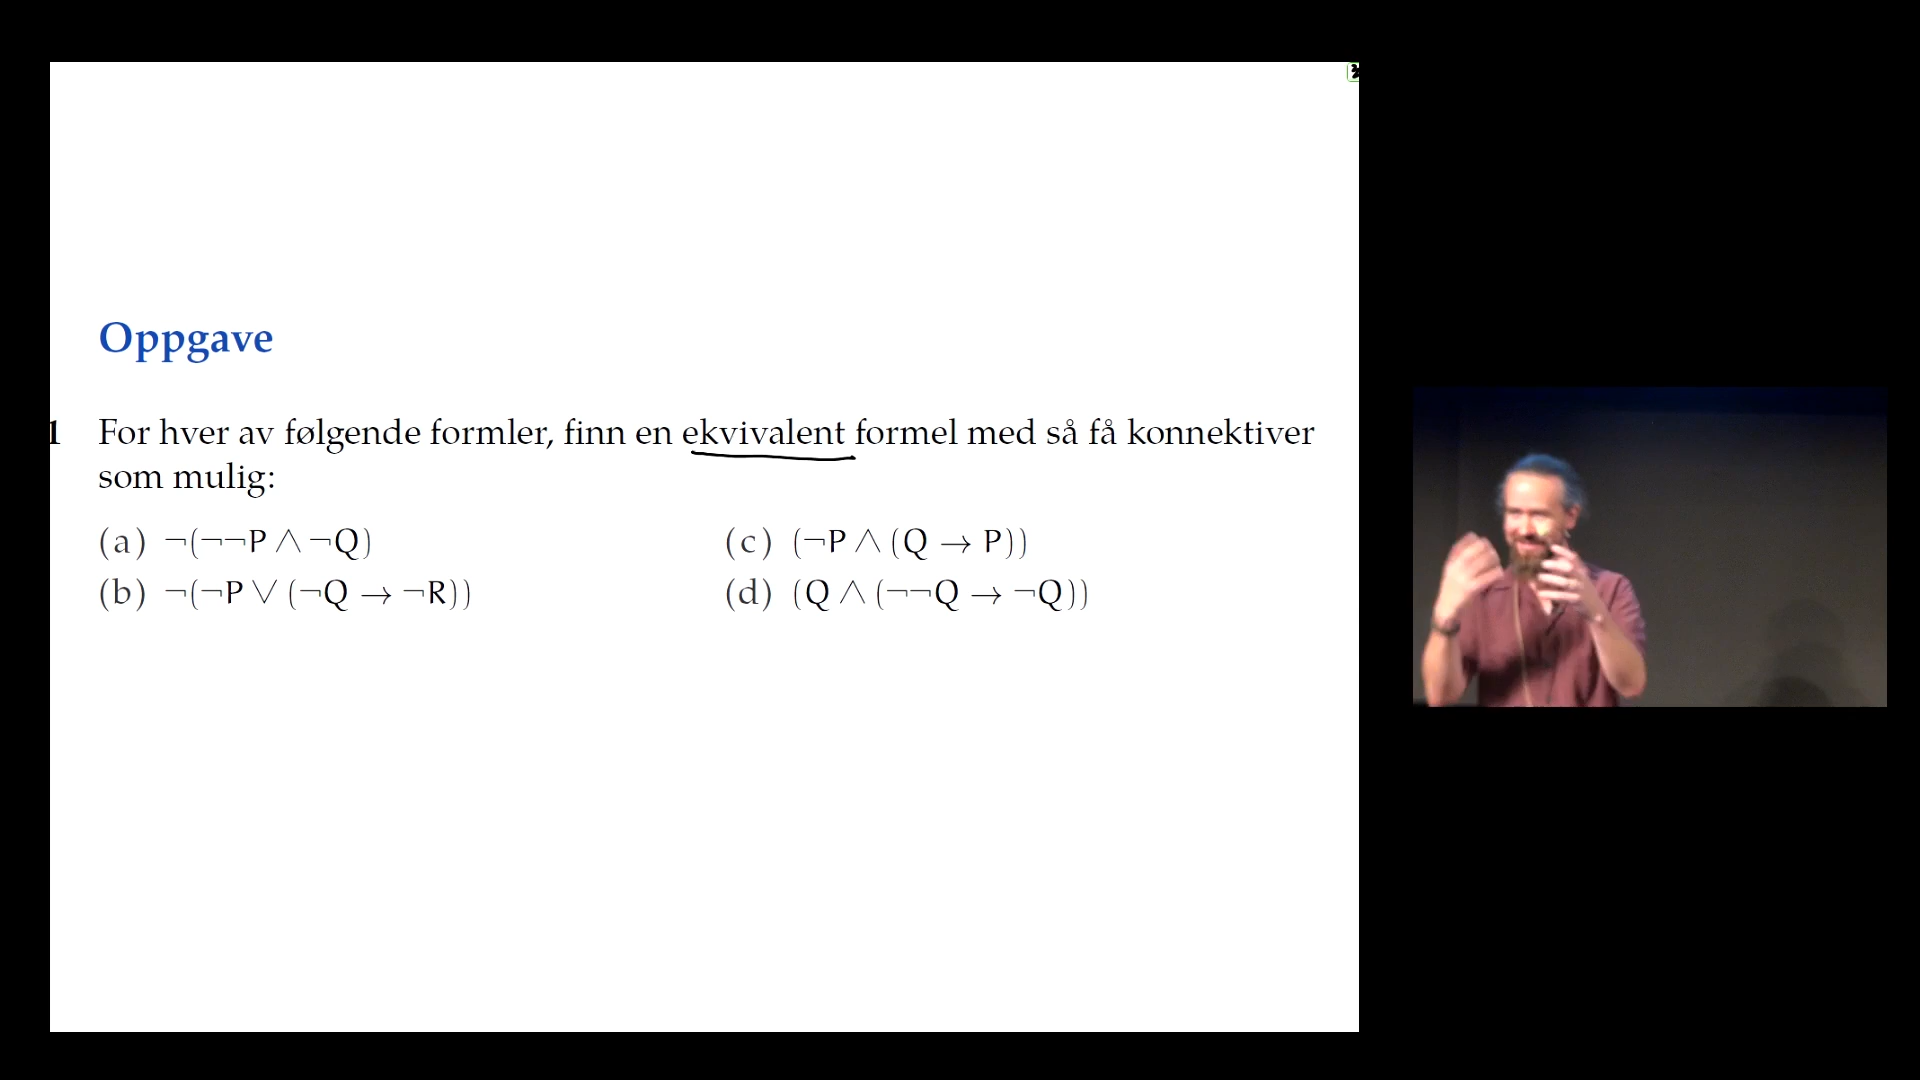 Oppgave
1 For hver av følgende formler, finn en ekvivalent formel med så få konnektiver
som mulig:
(a) ¬(¬¬P ∧ ¬Q)
(b) ¬(¬P ∨ (¬Q → ¬R))
(c) (¬P ∧ (Q → P))
(d) (Q ∧ (¬¬Q → ¬Q))